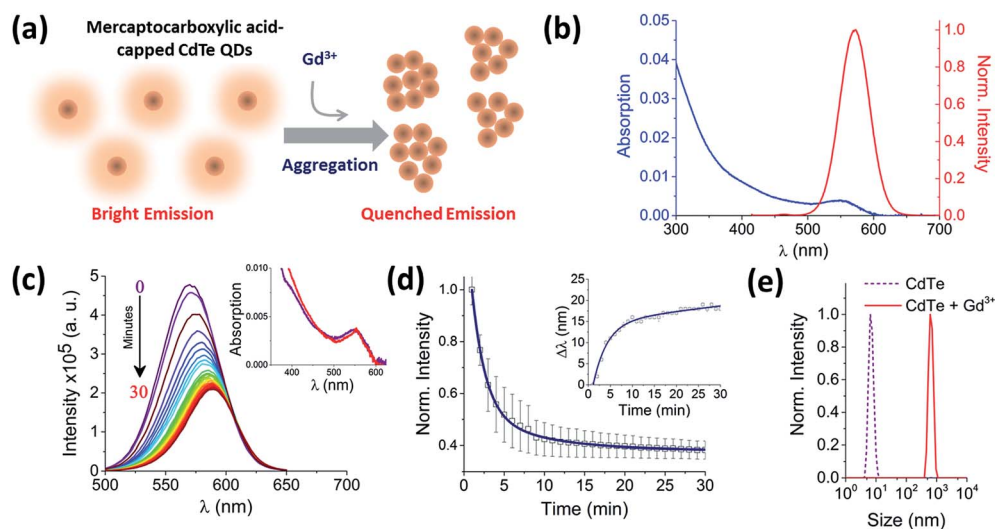 (a)
Mercaptocarboxylic acid-
capped CdTe QDs
Gd³⁺
Aggregation
Bright Emission
Quenched Emission
(b)
0.05
0.04
0.03
0.02
0.01
0.00
Absorption
1.0
0.8
0.6
0.4
0.2
0.0
Norm. Intensity
300 400 500 600 700
λ (nm)
(c)
5
4
3
2
1
0
Intensity x10⁵ (a. u.)
0
Minutes
30
500 550 600 650 700
λ (nm)
0.010
0.005
0.000
Absorption
400 500 600
λ (nm)
(d)
1.0
0.8
0.6
0.4
Norm. Intensity
0 5 10 15 20 25 30
Time (min)
25
20
15
10
5
0
Δλ (nm)
0 5 10 15 20 25 30
Time (min)
(e)
CdTe
CdTe + Gd³⁺
1.0
0.8
0.6
0.4
0.2
0.0
Norm. Intensity
10⁰ 10¹ 10² 10³ 10⁴
Size (nm)